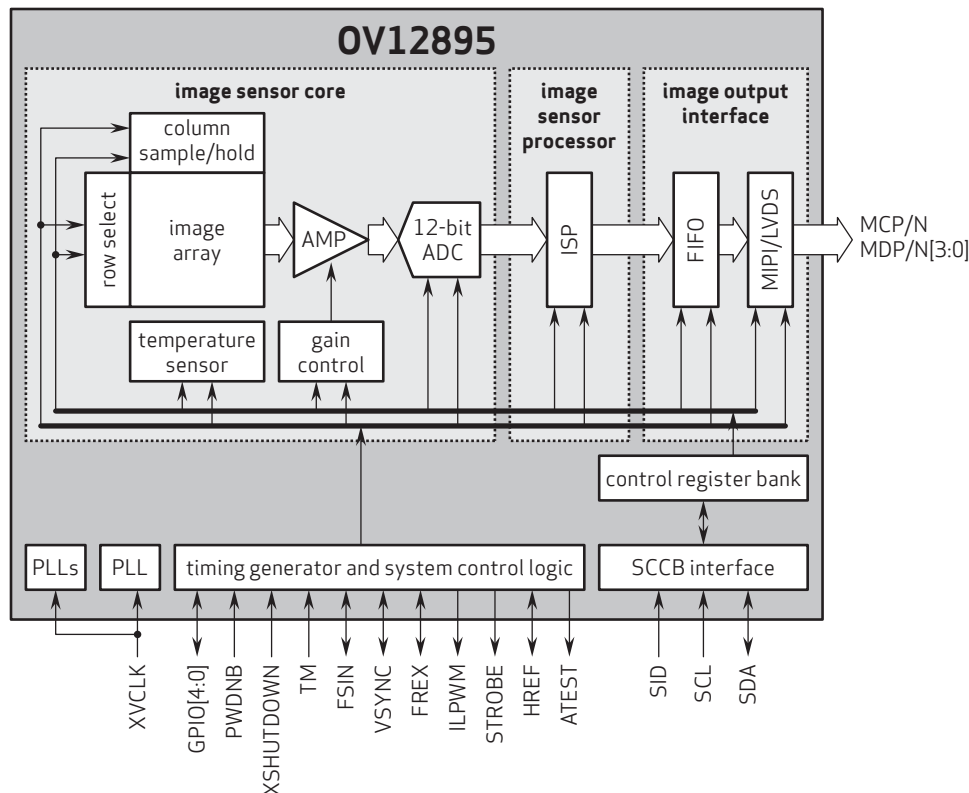 OV12895
image sensor core
image
sensor
processor
image output
interface
column
sample/hold
row select
image
array
AMP
12-bit
ADC
ISP
FIFO
MIPI/LVDS
MCP/N
MDP/N[3:0]
temperature
sensor
gain
control
control register bank
PLLs
PLL
timing generator and system control logic
SCCB interface
XVCLK
GPIO[4:0]
PWDNB
XSHUTDOWN
TM
FSIN
VSYNC
FREX
ILPWM
STROBE
HREF
ATEST
SID
SCL
SDA